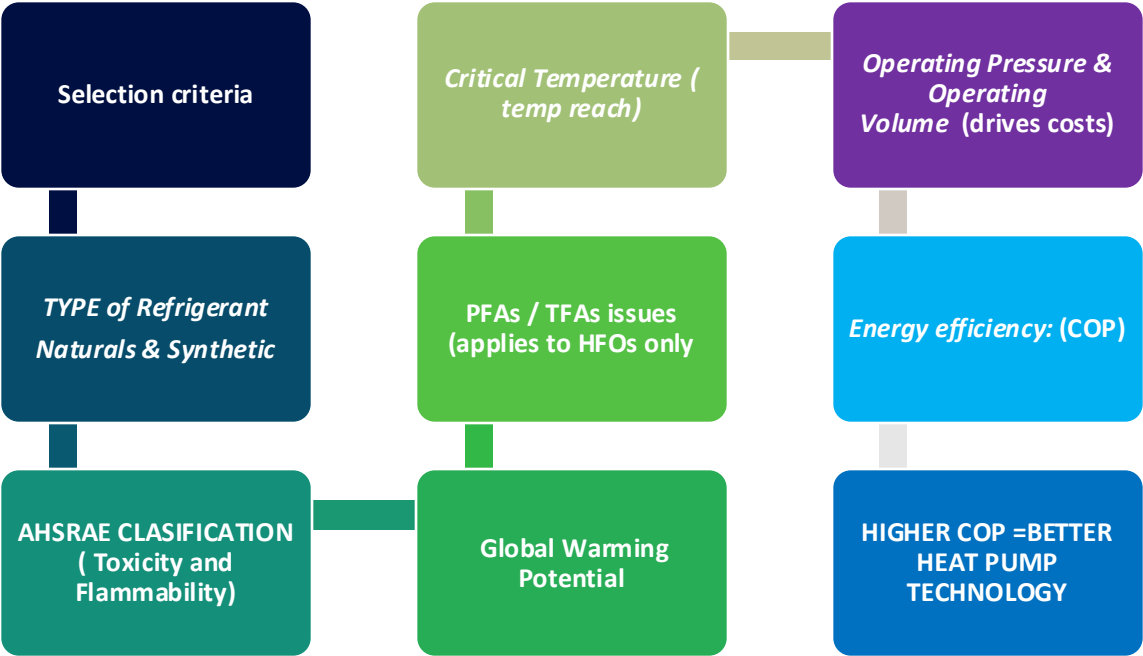 Selection criteria
TYPE of Refrigerant
Naturals & Synthetic
AHSRAE CLASIFICATION
( Toxicity and
Flammability)
Global Warming
Potential
PFAs / TFAs issues
(applies to HFOs only
Critical Temperature (
temp reach)
Operating Pressure &
Operating
Volume (drives costs)
Energy efficiency: (COP)
HIGHER COP =BETTER
HEAT PUMP
TECHNOLOGY